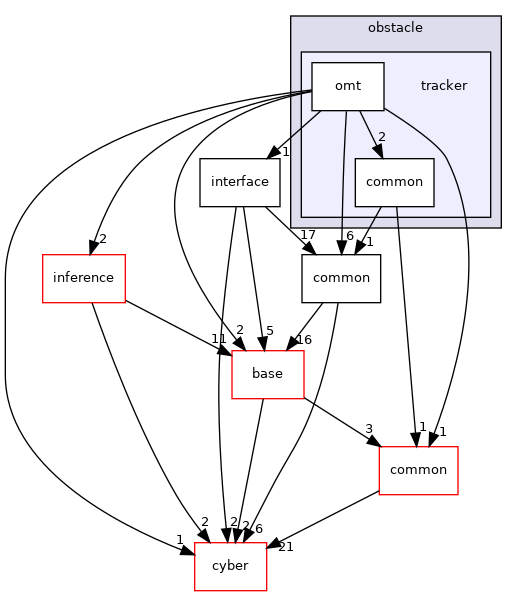 obstacle
omt
tracker
2
1
interface
common
17
6
1
2
inference
common
11
2
5
16
base
3
1
1
common
1
2
2
2
6
21
cyber